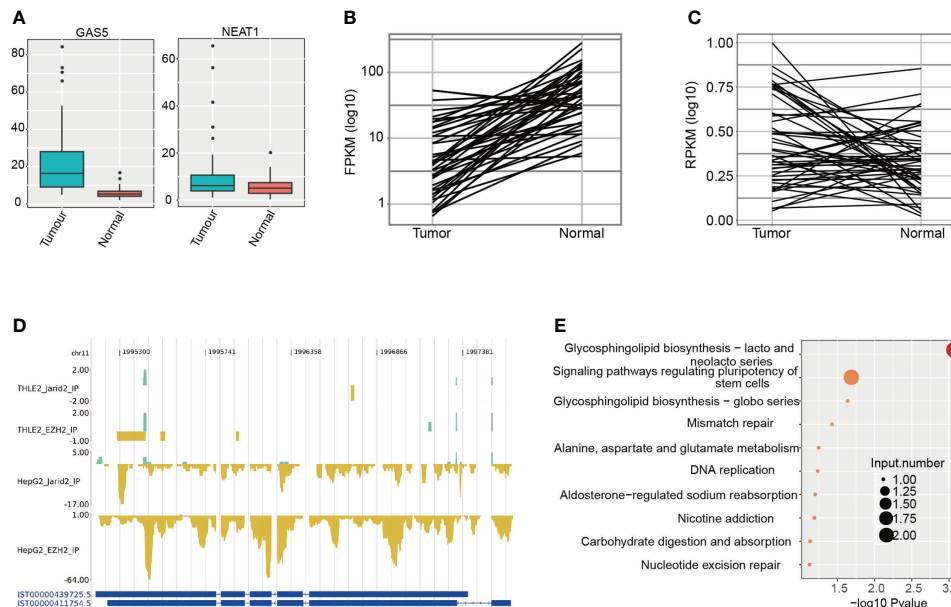 A
GAS5
NEAT1
80
60
40
20
0
60
40
20
0
Tumour
Normal
Tumour
Normal
B
FPKM (log10)
100
10
1
Tumor
Normal
C
RPKM (log10)
1.00
0.75
0.50
0.25
0.00
Tumor
Normal
D
chr11
| 1995300
| 1995741
| 1996358
| 1996866
| 1997381
2.00
THLE2_Jarid2_IP
-2.00
2.00
THLE2_EZH2_IP
-1.00
5.00
HepG2_Jarid2_IP
-17.00
1.00
HepG2_EZH2_IP
-64.00
IST00000439725.5
IST00000411754.5
E
Glycosphingolipid biosynthesis − lacto and
neolacto series
Signaling pathways regulating pluripotency of
stem cells
Glycosphingolipid biosynthesis − globo series
Mismatch repair
Alanine, aspartate and glutamate metabolism
DNA replication
Aldosterone−regulated sodium reabsorption
Nicotine addiction
Carbohydrate digestion and absorption
Nucleotide excision repair
Input.number
1.00
1.25
1.50
1.75
2.00
1.5
2.0
2.5
−log10 Pvalue